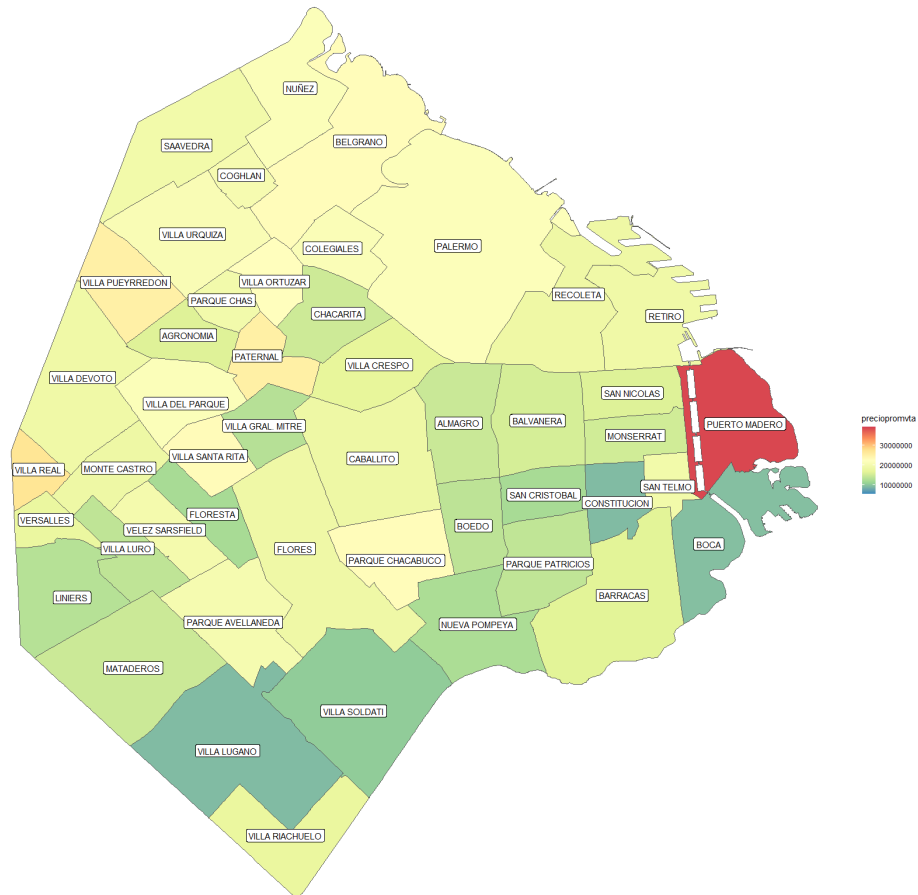 NUÑEZ
SAAVEDRA
BELGRANO
COGHLAN
VILLA URQUIZA
COLEGIALES
PALERMO
VILLA PUEYRREDON
VILLA ORTUZAR
PARQUE CHAS
RECOLETA
CHACARITA
RETIRO
AGRONOMIA
PATERNAL
VILLA CRESPO
VILLA DEVOTO
SAN NICOLAS
VILLA DEL PARQUE
VILLA GRAL. MITRE
ALMAGRO
BALVANERA
PUERTO MADERO
MONSERRAT
VILLA SANTA RITA
CABALLITO
VILLA REAL
MONTE CASTRO
SAN TELMO
SAN CRISTOBAL
CONSTITUCION
FLORESTA
VERSALLES
VELEZ SARSFIELD
BOEDO
BOCA
VILLA LURO
FLORES
PARQUE CHACABUCO
PARQUE PATRICIOS
LINIERS
BARRACAS
PARQUE AVELLANEDA
NUEVA POMPEYA
MATADEROS
VILLA SOLDATI
VILLA LUGANO
VILLA RIACHUELO
preciopromvta
30000000
20000000
10000000